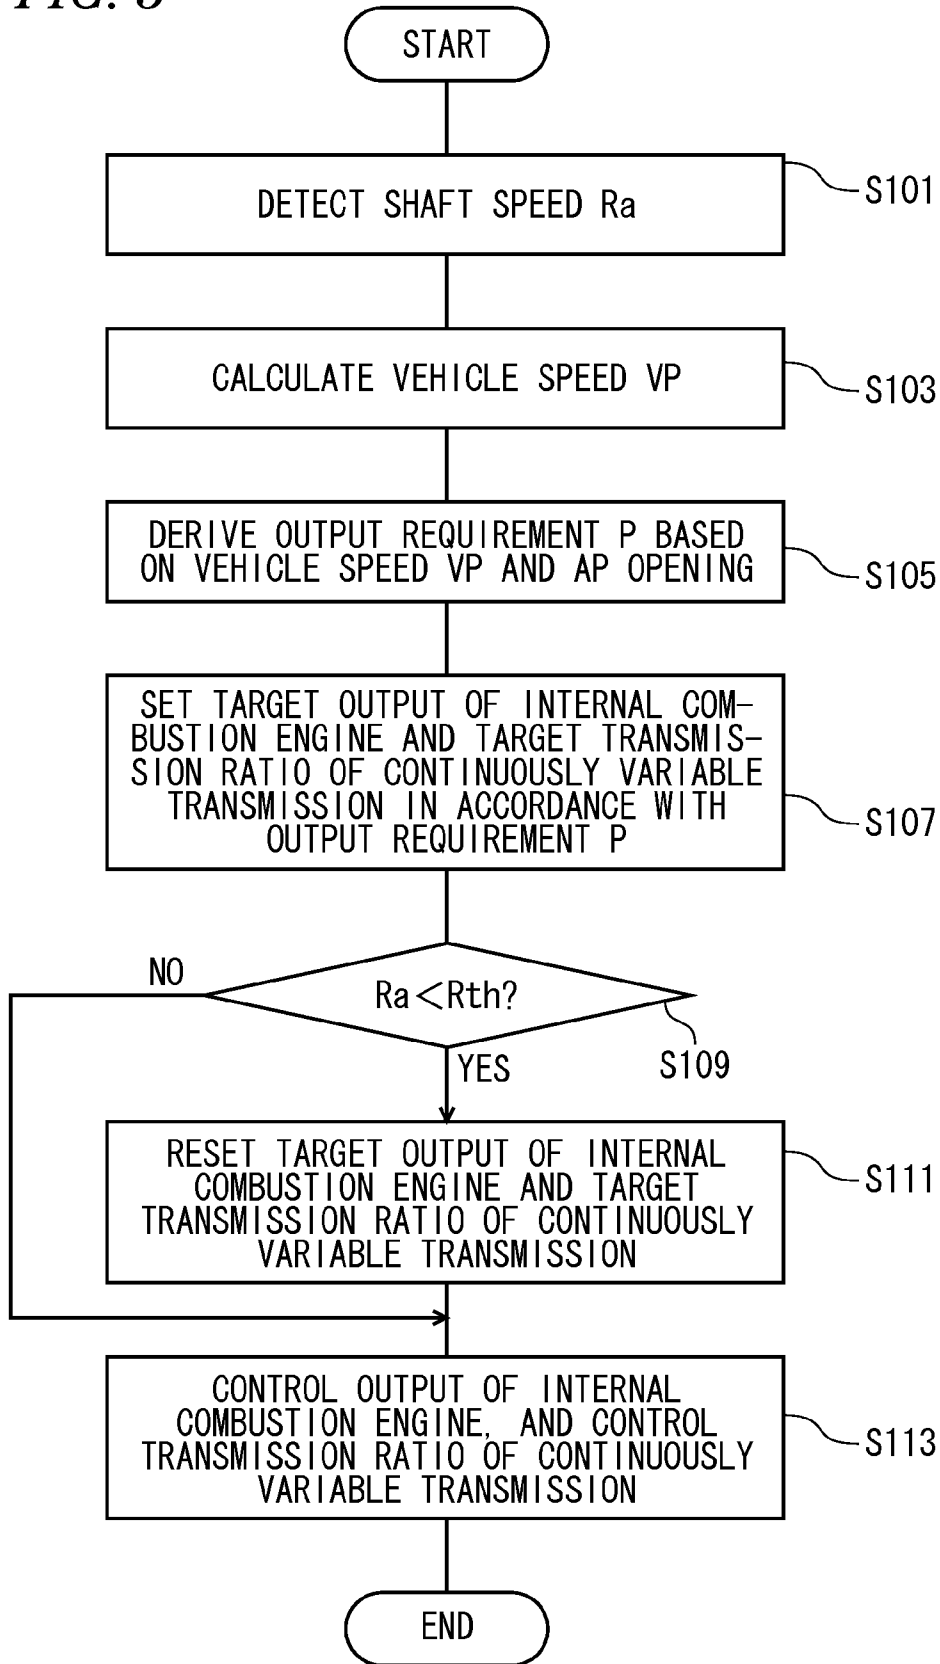 START
DETECT SHAFT SPEED Ra
S101
CALCULATE VEHICLE SPEED VP
S103
DERIVE OUTPUT REQUIREMENT P BASED
ON VEHICLE SPEED VP AND AP OPENING
S105
SET TARGET OUTPUT OF INTERNAL COM-
BUSTION ENGINE AND TARGET TRANSMIS-
SION RATIO OF CONTINUOUSLY VARIABLE
TRANSMISSION IN ACCORDANCE WITH
OUTPUT REQUIREMENT P
S107
NO
Ra<Rth?
S109
YES
RESET TARGET OUTPUT OF INTERNAL
COMBUSTION ENGINE AND TARGET
TRANSMISSION RATIO OF CONTINUOUSLY
VARIABLE TRANSMISSION
S111
CONTROL OUTPUT OF INTERNAL
COMBUSTION ENGINE, AND CONTROL
TRANSMISSION RATIO OF CONTINUOUSLY
VARIABLE TRANSMISSION
S113
END